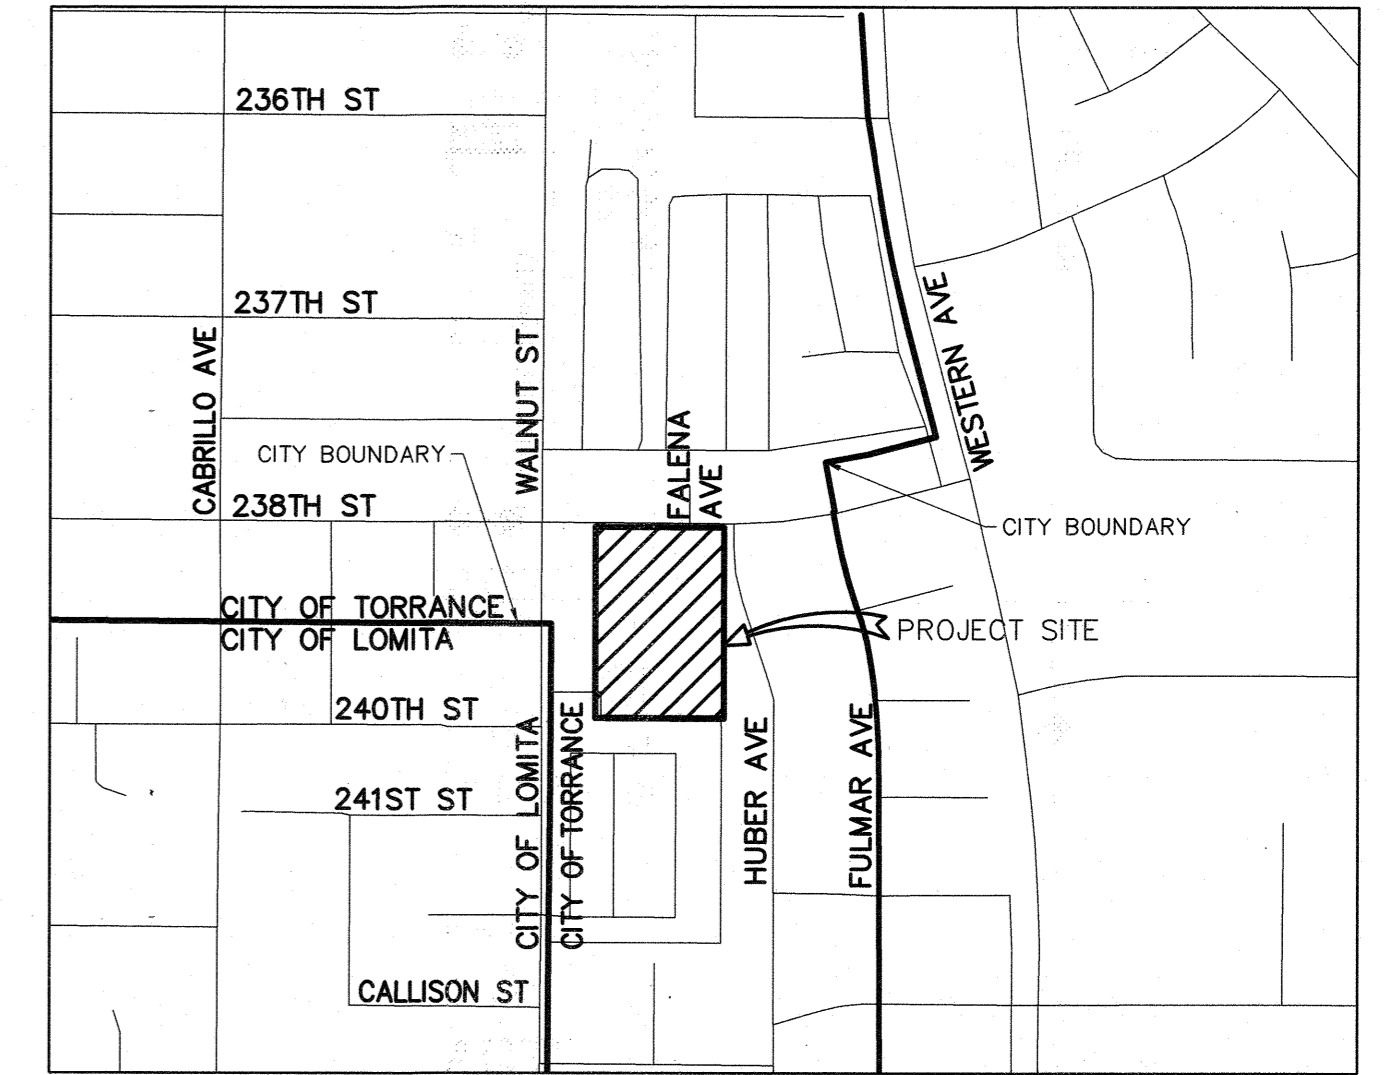 236TH ST
237TH ST
CABRILLO AVE
WALNUT ST
WESTERN AVE
FALENA
AVE
CITY BOUNDARY
238TH ST
CITY BOUNDARY
CITY OF TORRANCE
CITY OF LOMITA
PROJECT SITE
240TH ST
CITY OF LOMITA
CITY OF TORRANCE
HUBER AVE
FULMAR AVE
241ST ST
CALLISON ST